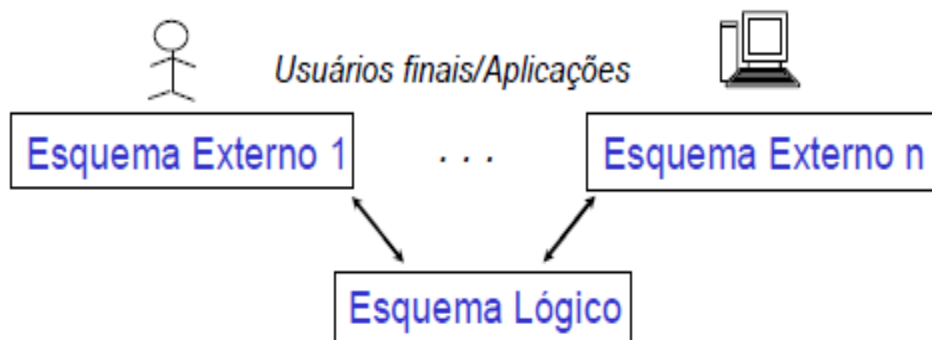 Usuários finais/Aplicações
Esquema Externo 1
. . .
Esquema Externo n
Esquema Lógico